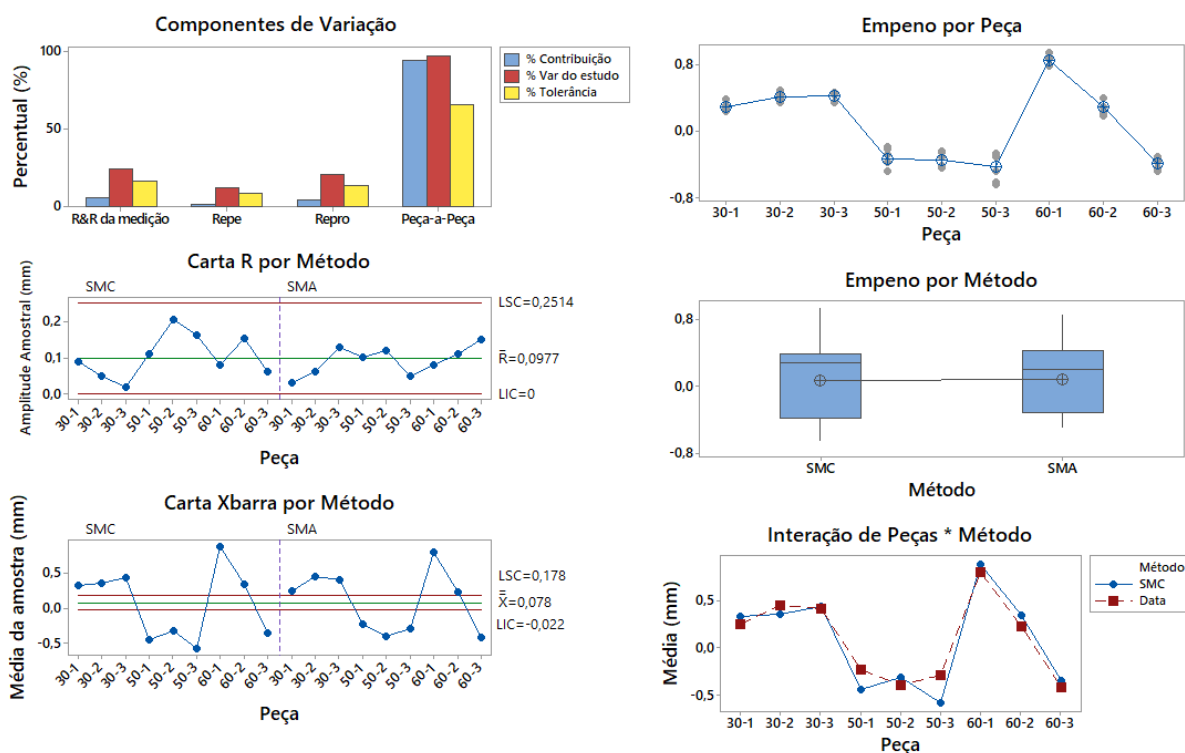 Componentes de Variação
Percentual (%)
100
50
0
R&R da medição Repe Repro Peça-a-Peça
% Contribuição
% Var do estudo
% Tolerância
Carta R por Método
Amplitude Amostral (mm)
SMC SMA
0,2
0,1
0,0
LSC=0,2514
R̄=0,0977
LIC=0
30-1 30-2 30-3 50-1 50-2 50-3 60-1 60-2 60-3 30-1 30-2 30-3 50-1 50-2 50-3 60-1 60-2 60-3
Peça
Carta Xbarra por Método
Média da amostra (mm)
SMC SMA
0,5
0,0
-0,5
LSC=0,178
X̿=0,078
LIC=-0,022
30-1 30-2 30-3 50-1 50-2 50-3 60-1 60-2 60-3 30-1 30-2 30-3 50-1 50-2 50-3 60-1 60-2 60-3
Peça
Empeno por Peça
0,8
0,0
-0,8
30-1 30-2 30-3 50-1 50-2 50-3 60-1 60-2 60-3
Peça
Empeno por Método
0,8
0,0
-0,8
SMC SMA
Método
Interação de Peças * Método
Média (mm)
0,5
0,0
-0,5
30-1 30-2 30-3 50-1 50-2 50-3 60-1 60-2 60-3
Peça
Método
SMC
Data